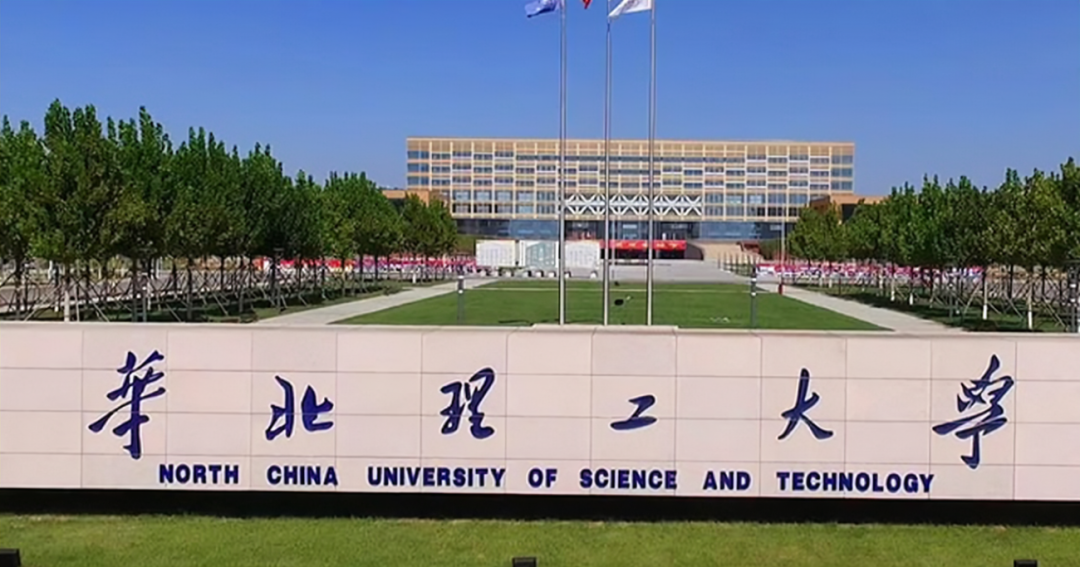 華北理工大學
NORTH CHINA UNIVERSITY OF SCIENCE AND TECHNOLOGY